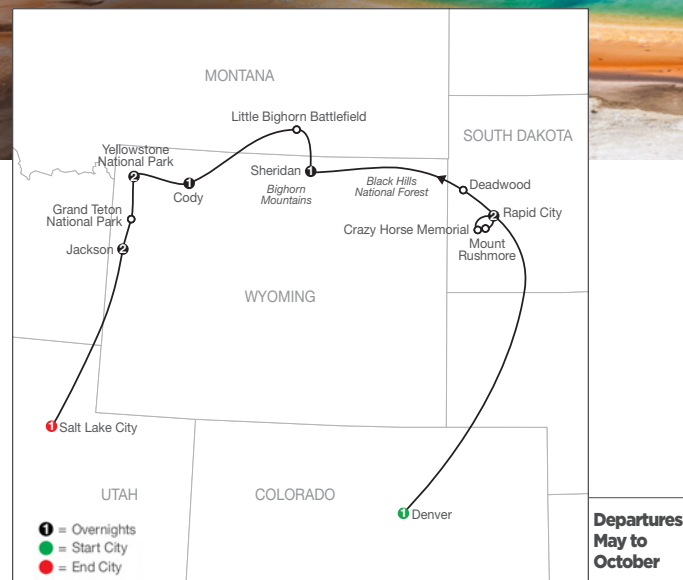 MONTANA
Little Bighorn Battlefield
SOUTH DAKOTA
Yellowstone
National Park
2
Cody
1
Sheridan
1
Bighorn
Mountains
Black Hills
National Forest
Deadwood
Rapid City
2
Crazy Horse Memorial
Mount
Rushmore
Grand Teton
National Park
Jackson
2
WYOMING
1
Salt Lake City
UTAH
COLORADO
1
Denver
1 = Overnights
= Start City
= End City
Departures
May to
October